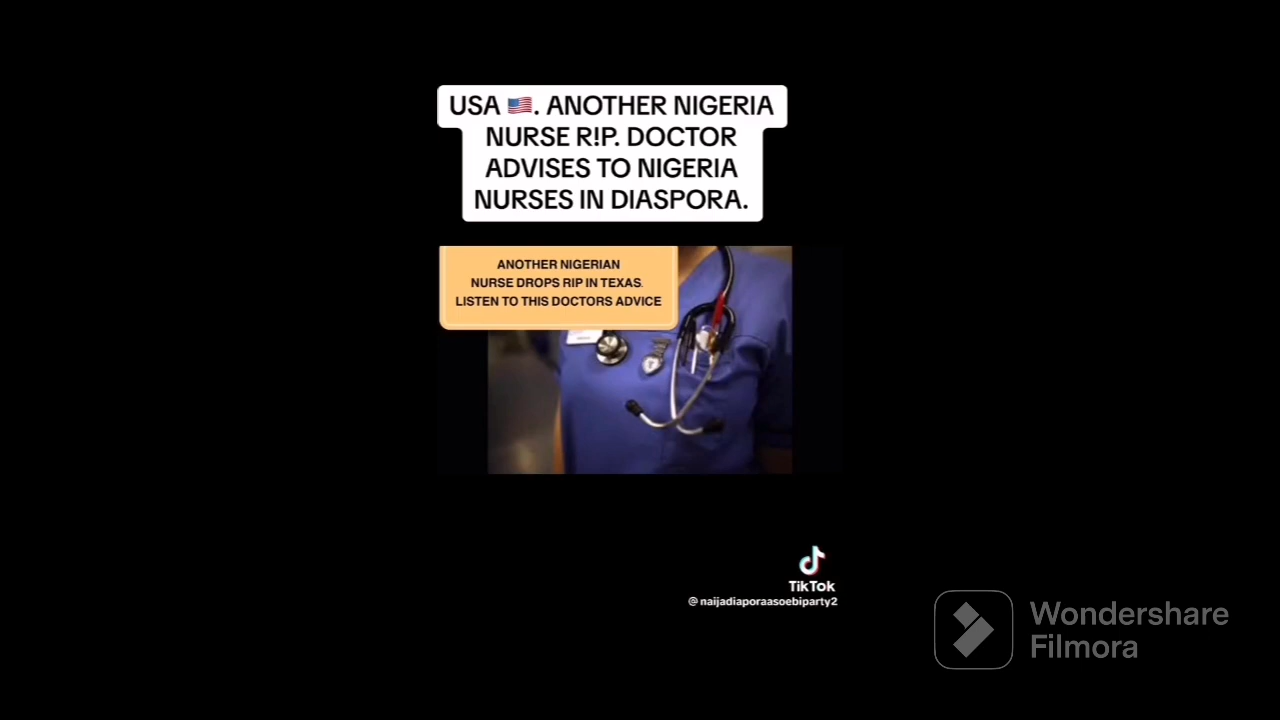 USA 🇺🇸. ANOTHER NIGERIA
NURSE R!P. DOCTOR
ADVISES TO NIGERIA
NURSES IN DIASPORA.
ANOTHER NIGERIAN
NURSE DROPS RIP IN TEXAS.
LISTEN TO THIS DOCTORS ADVICE
TikTok
@naijadiaporaasoebiparty2
Wondershare
Filmora